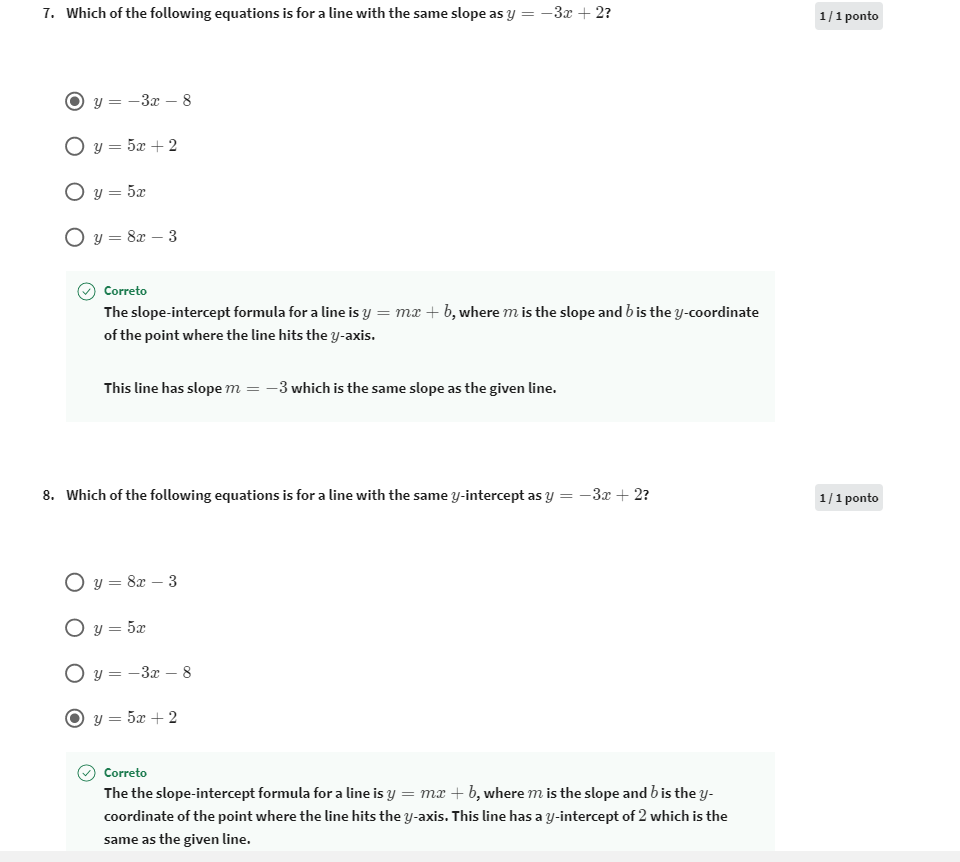 7. Which of the following equations is for a line with the same slope as y = −3x + 2?
1 / 1 ponto
y = −3x − 8
y = 5x + 2
y = 5x
y = 8x − 3
Correto
The slope-intercept formula for a line is y = mx + b, where m is the slope and b is the y-coordinate
of the point where the line hits the y-axis.
This line has slope m = −3 which is the same slope as the given line.
8. Which of the following equations is for a line with the same y-intercept as y = −3x + 2?
1 / 1 ponto
y = 8x − 3
y = 5x
y = −3x − 8
y = 5x + 2
Correto
The the slope-intercept formula for a line is y = mx + b, where m is the slope and b is the y-
coordinate of the point where the line hits the y-axis. This line has a y-intercept of 2 which is the
same as the given line.